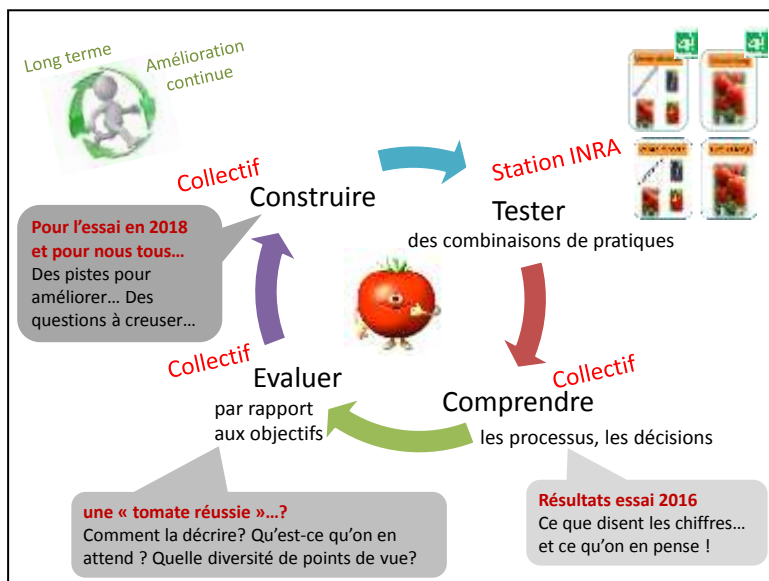 Long terme
Amélioration
continue
Collectif
Construire
Station INRA
Tester
des combinaisons de pratiques
Pour l'essai en 2018
et pour nous tous…
Des pistes pour
améliorer… Des
questions à creuser…
Collectif
Evaluer
par rapport
aux objectifs
Collectif
Comprendre
les processus, les décisions
une « tomate réussie »…?
Comment la décrire? Qu'est-ce qu'on en
attend ? Quelle diversité de points de vue?
Résultats essai 2016
Ce que disent les chiffres…
et ce qu'on en pense !